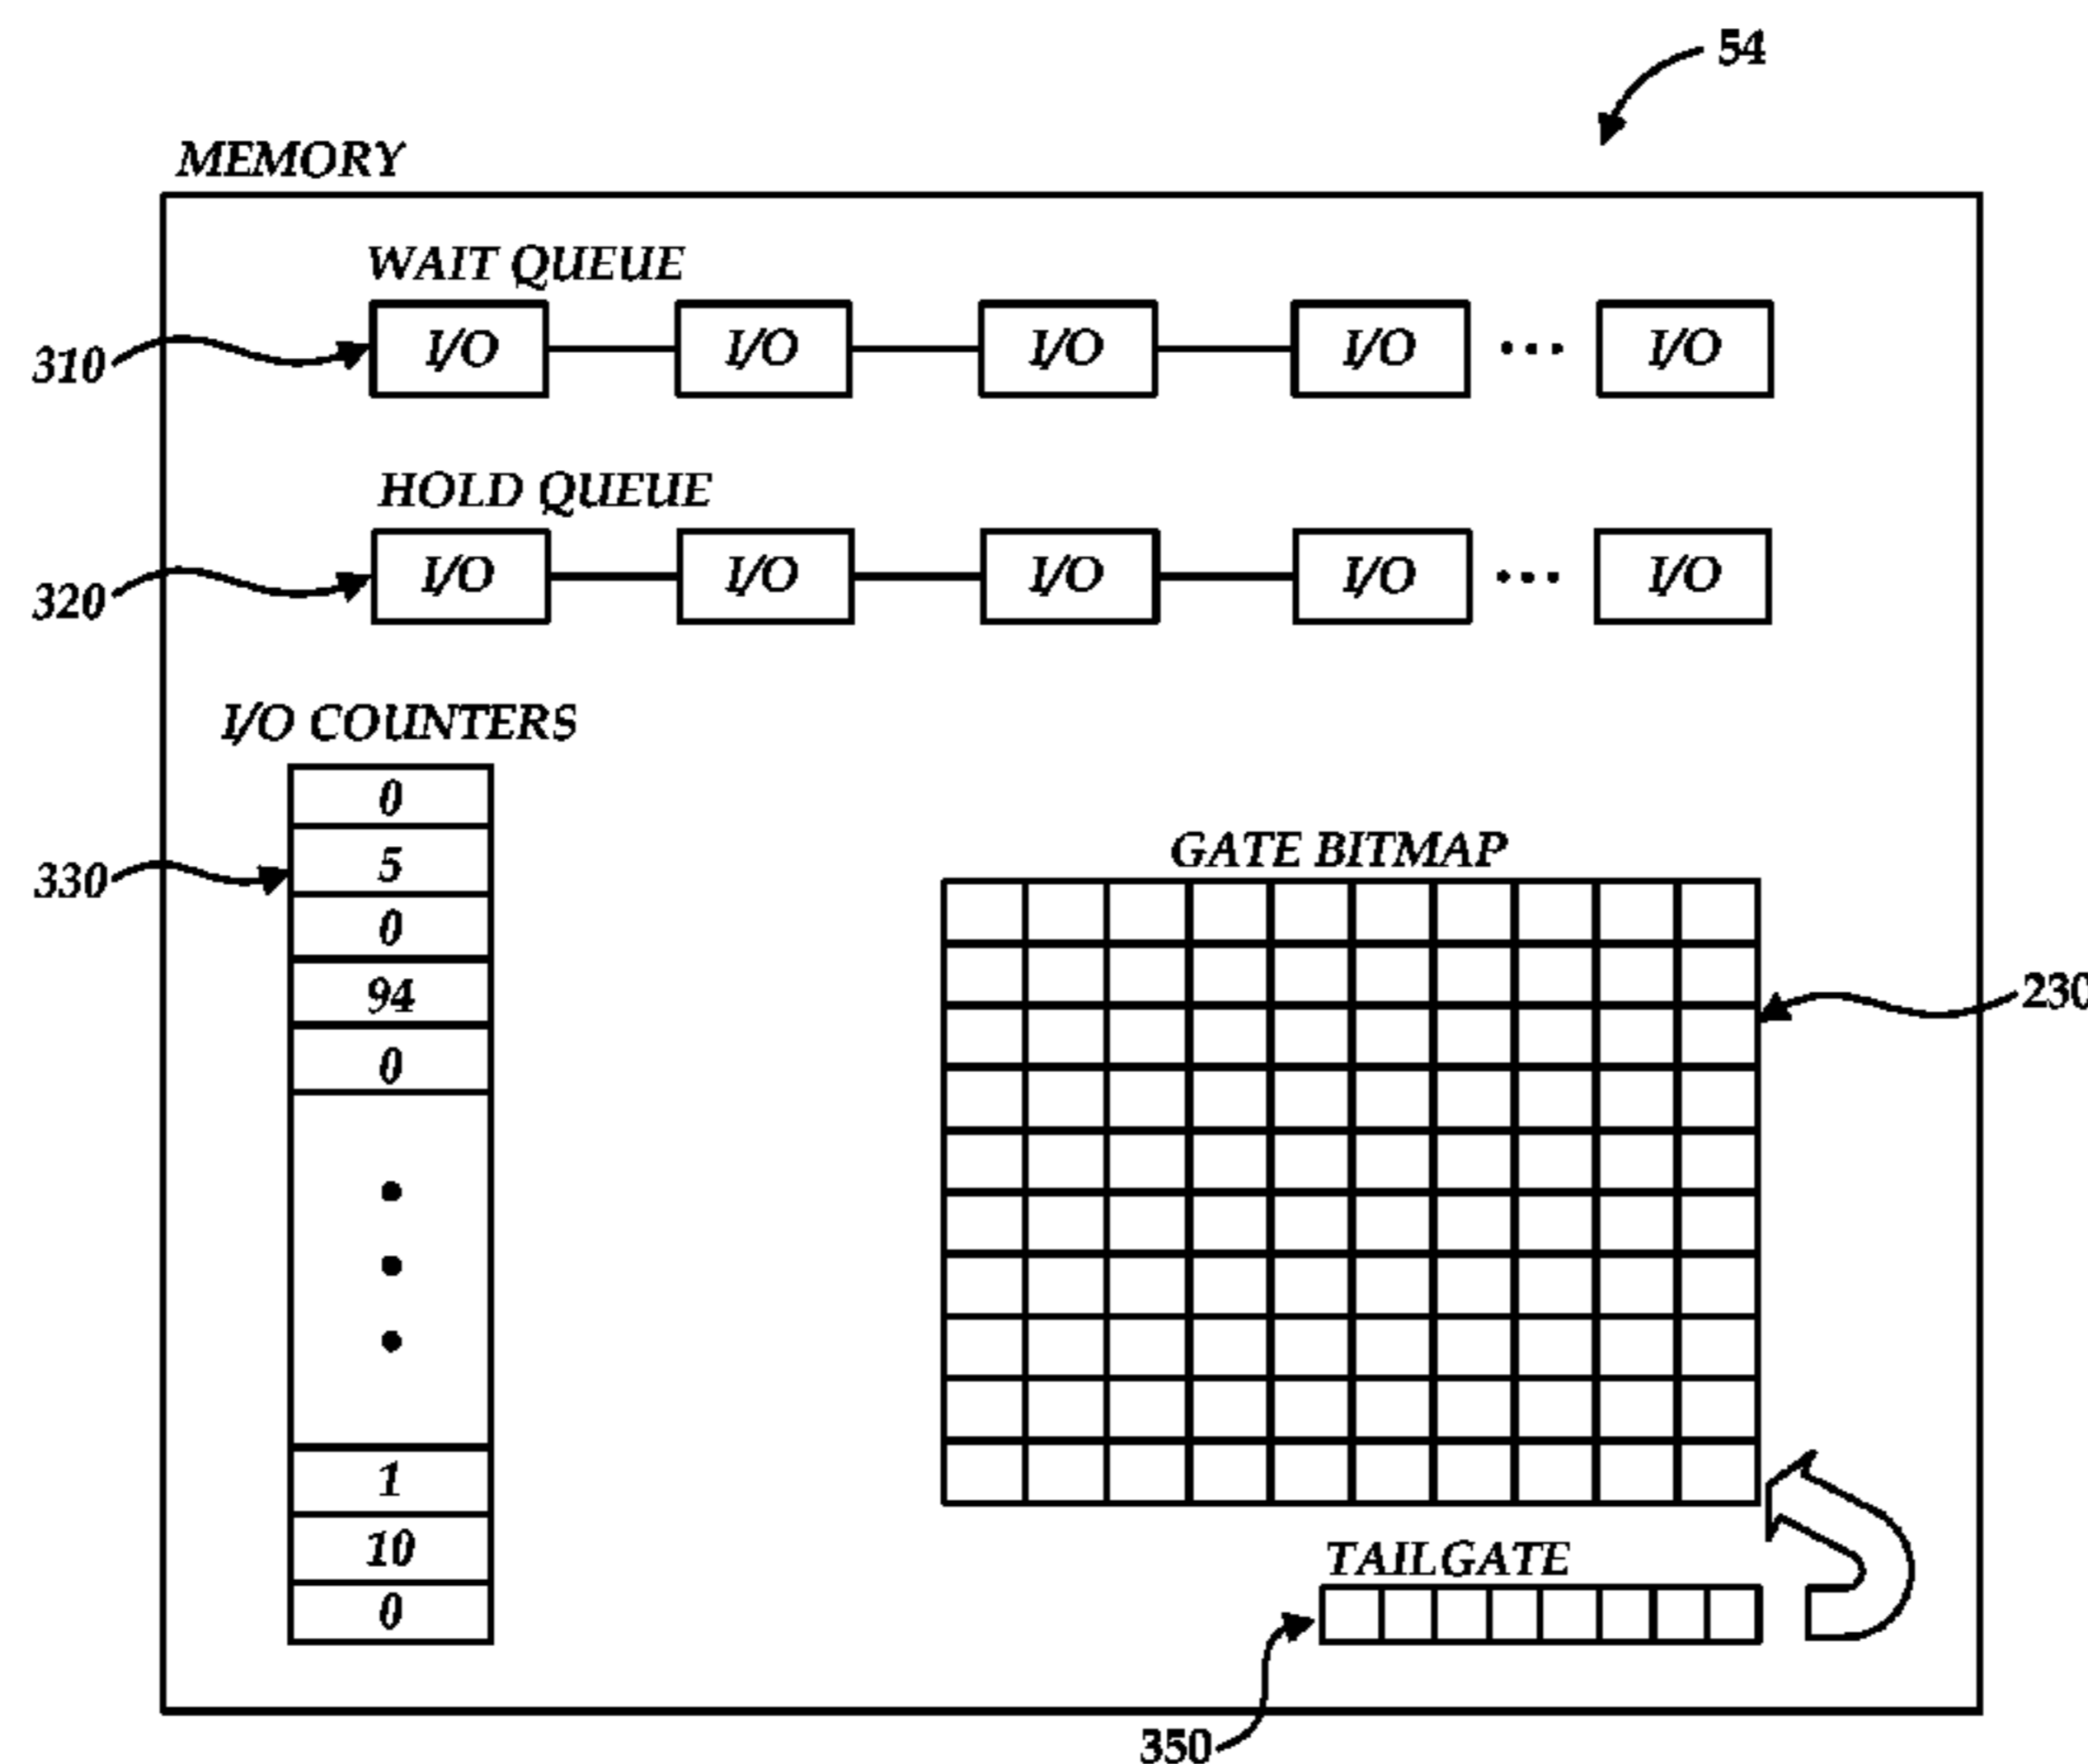 54
MEMORY
WAIT QUEUE
310 I/O I/O I/O I/O ... I/O
HOLD QUEUE
320 I/O I/O I/O I/O ... I/O
I/O COUNTERS
0
330 5
0
94
0
1
10
0
GATE BITMAP
230
TAILGATE
350